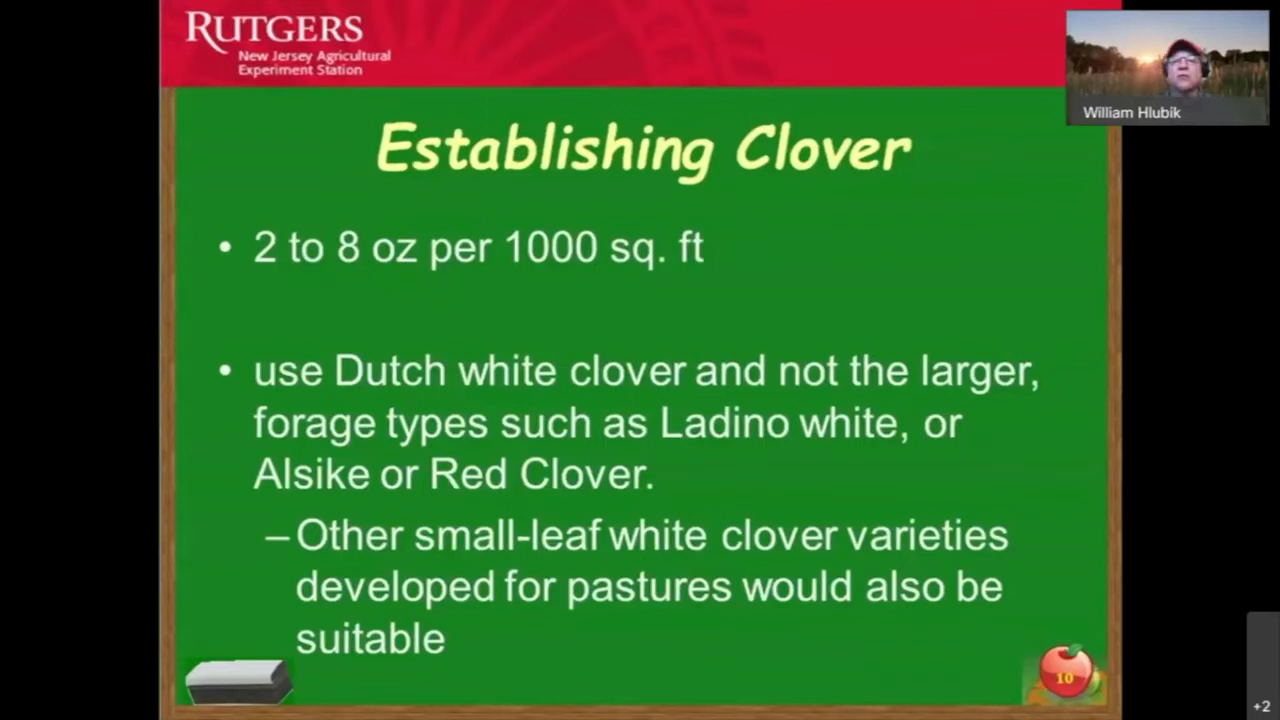 RUTGERS
New Jersey Agricultural
Experiment Station
William Hlubik
Establishing Clover
• 2 to 8 oz per 1000 sq. ft
• use Dutch white clover and not the larger,
forage types such as Ladino white, or
Alsike or Red Clover.
– Other small-leaf white clover varieties
developed for pastures would also be
suitable
10
+2